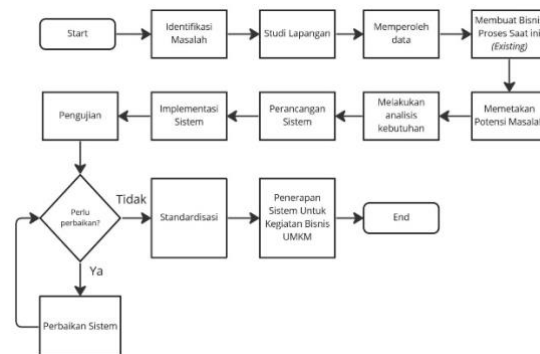 Start
Identifikasi
Masalah
Studi Lapangan
Memperoleh
data
Membuat Bisnis
Proses Saat ini
(Existing)
Pengujian
Implementasi
Sistem
Perancangan
Sistem
Melakukan
analisis
kebutuhan
Memetakan
Potensi Masalah
Perlu
perbaikan?
Tidak
Standardisasi
Penerapan
Sistem Untuk
Kegiatan Bisnis
UMKM
End
Ya
Perbaikan Sistem